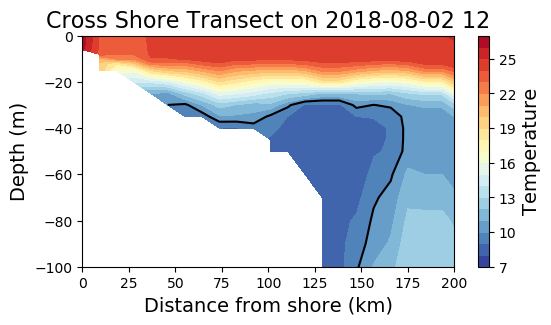 Cross Shore Transect on 2018-08-02 12
0
−20
−40
−60
−80
−100
Depth (m)
0 25 50 75 100 125 150 175 200
Distance from shore (km)
25
22
19
16
13
10
7
Temperature